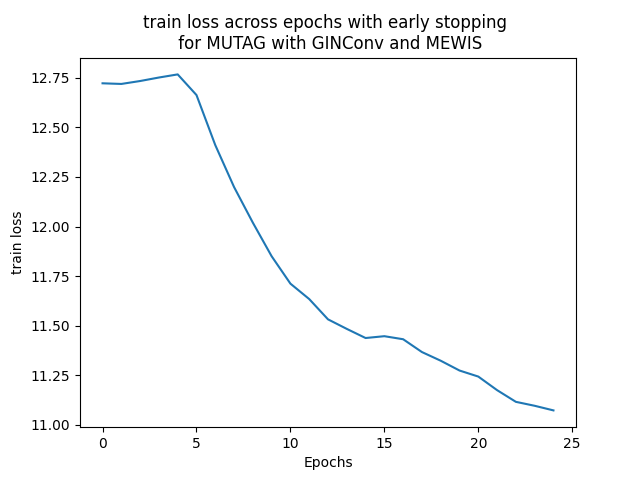 train loss across epochs with early stopping
for MUTAG with GINConv and MEWIS
12.75
12.50
12.25
12.00
11.75
11.50
11.25
11.00
train loss
0 5 10 15 20 25
Epochs